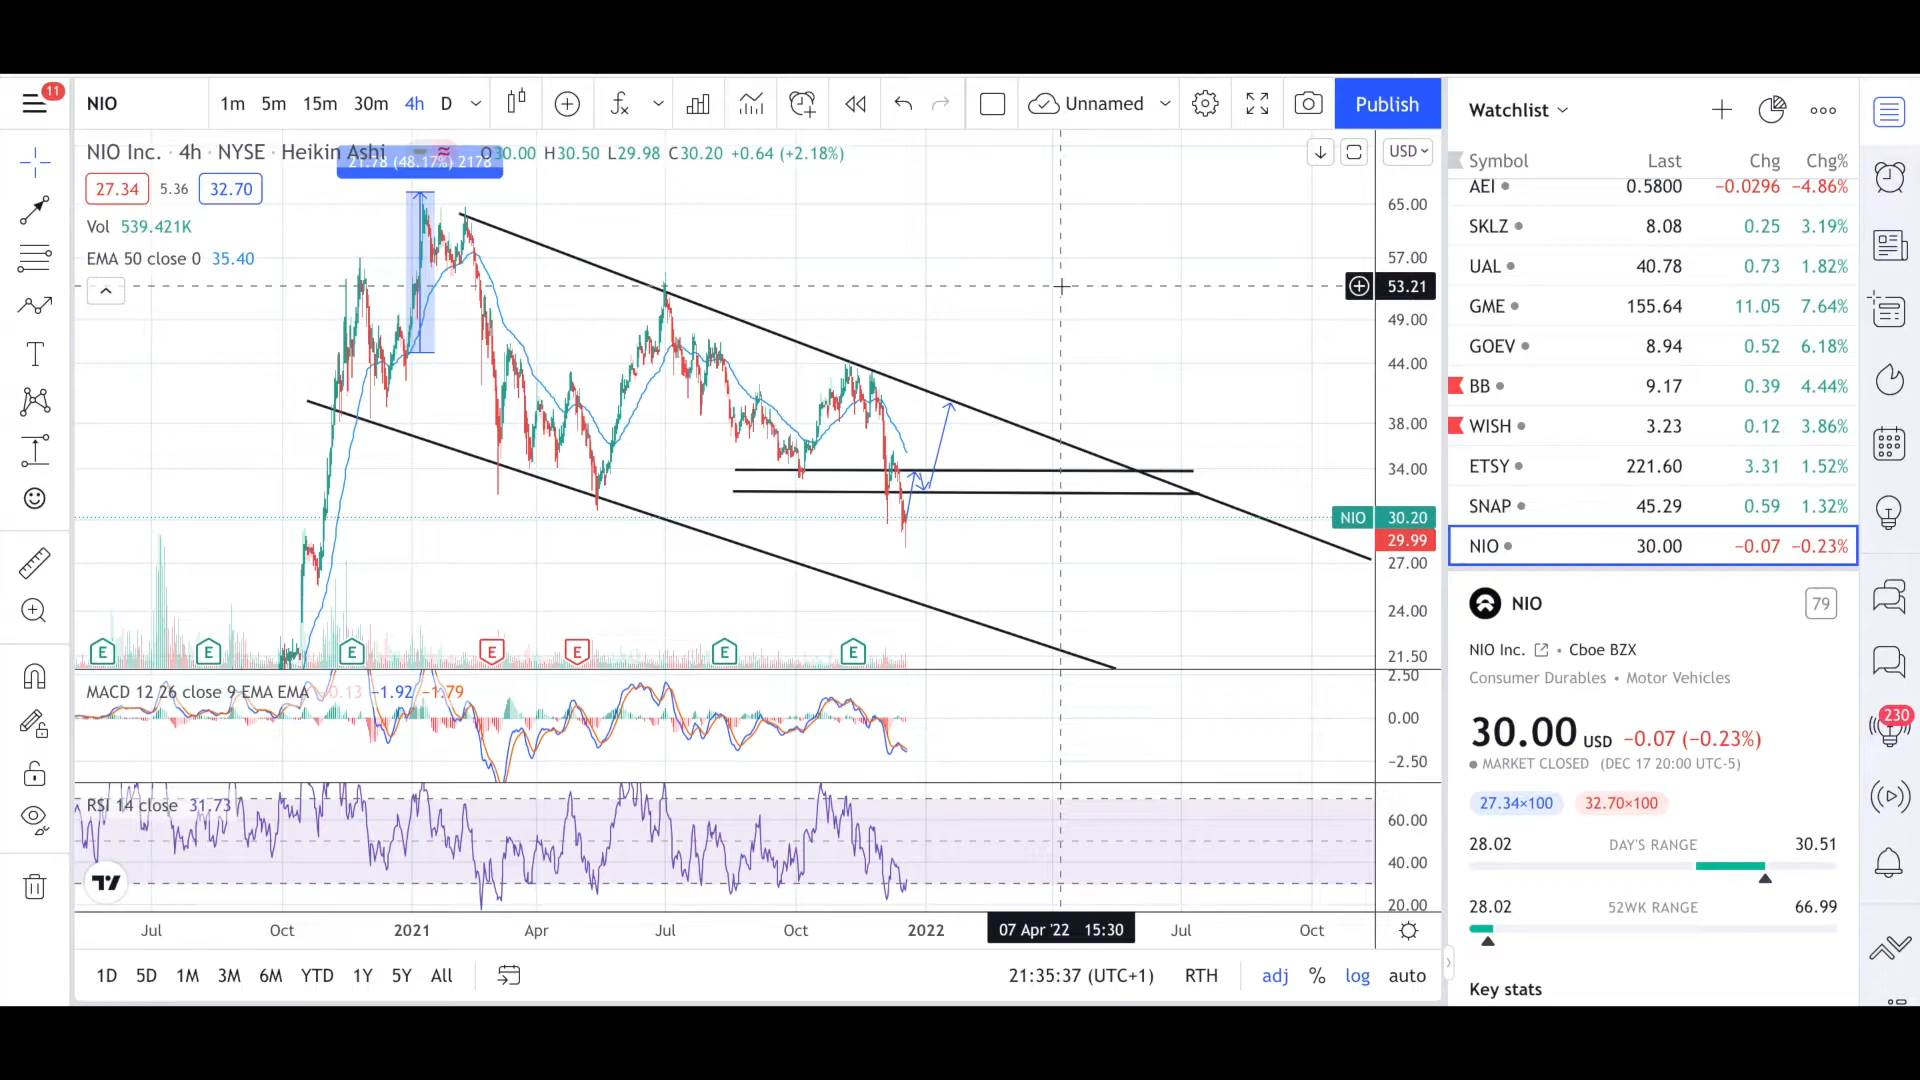 11
NIO 1m 5m 15m 30m 4h D Unnamed Publish
NIO Inc. · 4h · NYSE · Heikin Ashi O30.00 H30.50 L29.98 C30.20 +0.64 (+2.18%)
21.78 (48.17%) 2178
USD
27.34 5.36 32.70
Vol 539.421K
EMA 50 close 0 35.40
65.00
57.00
53.21
49.00
44.00
38.00
34.00
NIO 30.20
29.99
27.00
24.00
21.50
E E E E E E E
MACD 12 26 close 9 EMA EMA −0.13 −1.92 −1.79
2.50
0.00
−2.50
RSI 14 close 31.73
60.00
40.00
20.00
Jul Oct 2021 Apr Jul Oct 2022 07 Apr '22 15:30 Jul Oct
1D 5D 1M 3M 6M YTD 1Y 5Y All 21:35:37 (UTC+1) RTH adj % log auto
Watchlist
Symbol Last Chg Chg%
AEI 0.5800 −0.0296 −4.86%
SKLZ 8.08 0.25 3.19%
UAL 40.78 0.73 1.82%
GME 155.64 11.05 7.64%
GOEV 8.94 0.52 6.18%
BB 9.17 0.39 4.44%
WISH 3.23 0.12 3.86%
ETSY 221.60 3.31 1.52%
SNAP 45.29 0.59 1.32%
NIO 30.00 −0.07 −0.23%
NIO 79
NIO Inc. • Cboe BZX
Consumer Durables • Motor Vehicles
30.00 USD −0.07 (−0.23%)
MARKET CLOSED (DEC 17 20:00 UTC-5)
27.34×100 32.70×100
28.02 DAY'S RANGE 30.51
28.02 52WK RANGE 66.99
Key stats
230